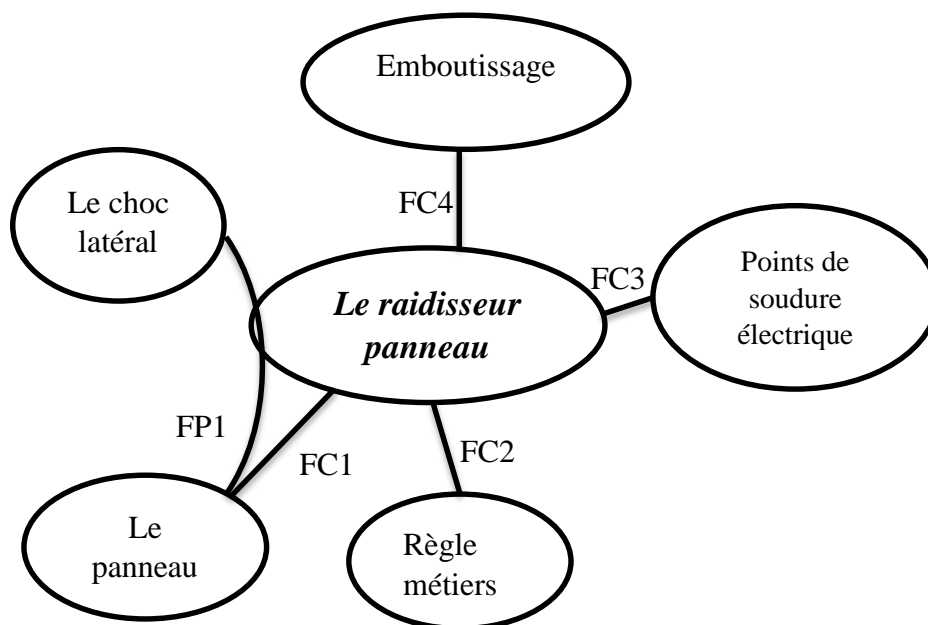 Emboutissage
Le choc
latéral
FC4
Le raidisseur
panneau
FC3
Points de
soudure
électrique
FP1
FC1
FC2
Le
panneau
Règle
métiers